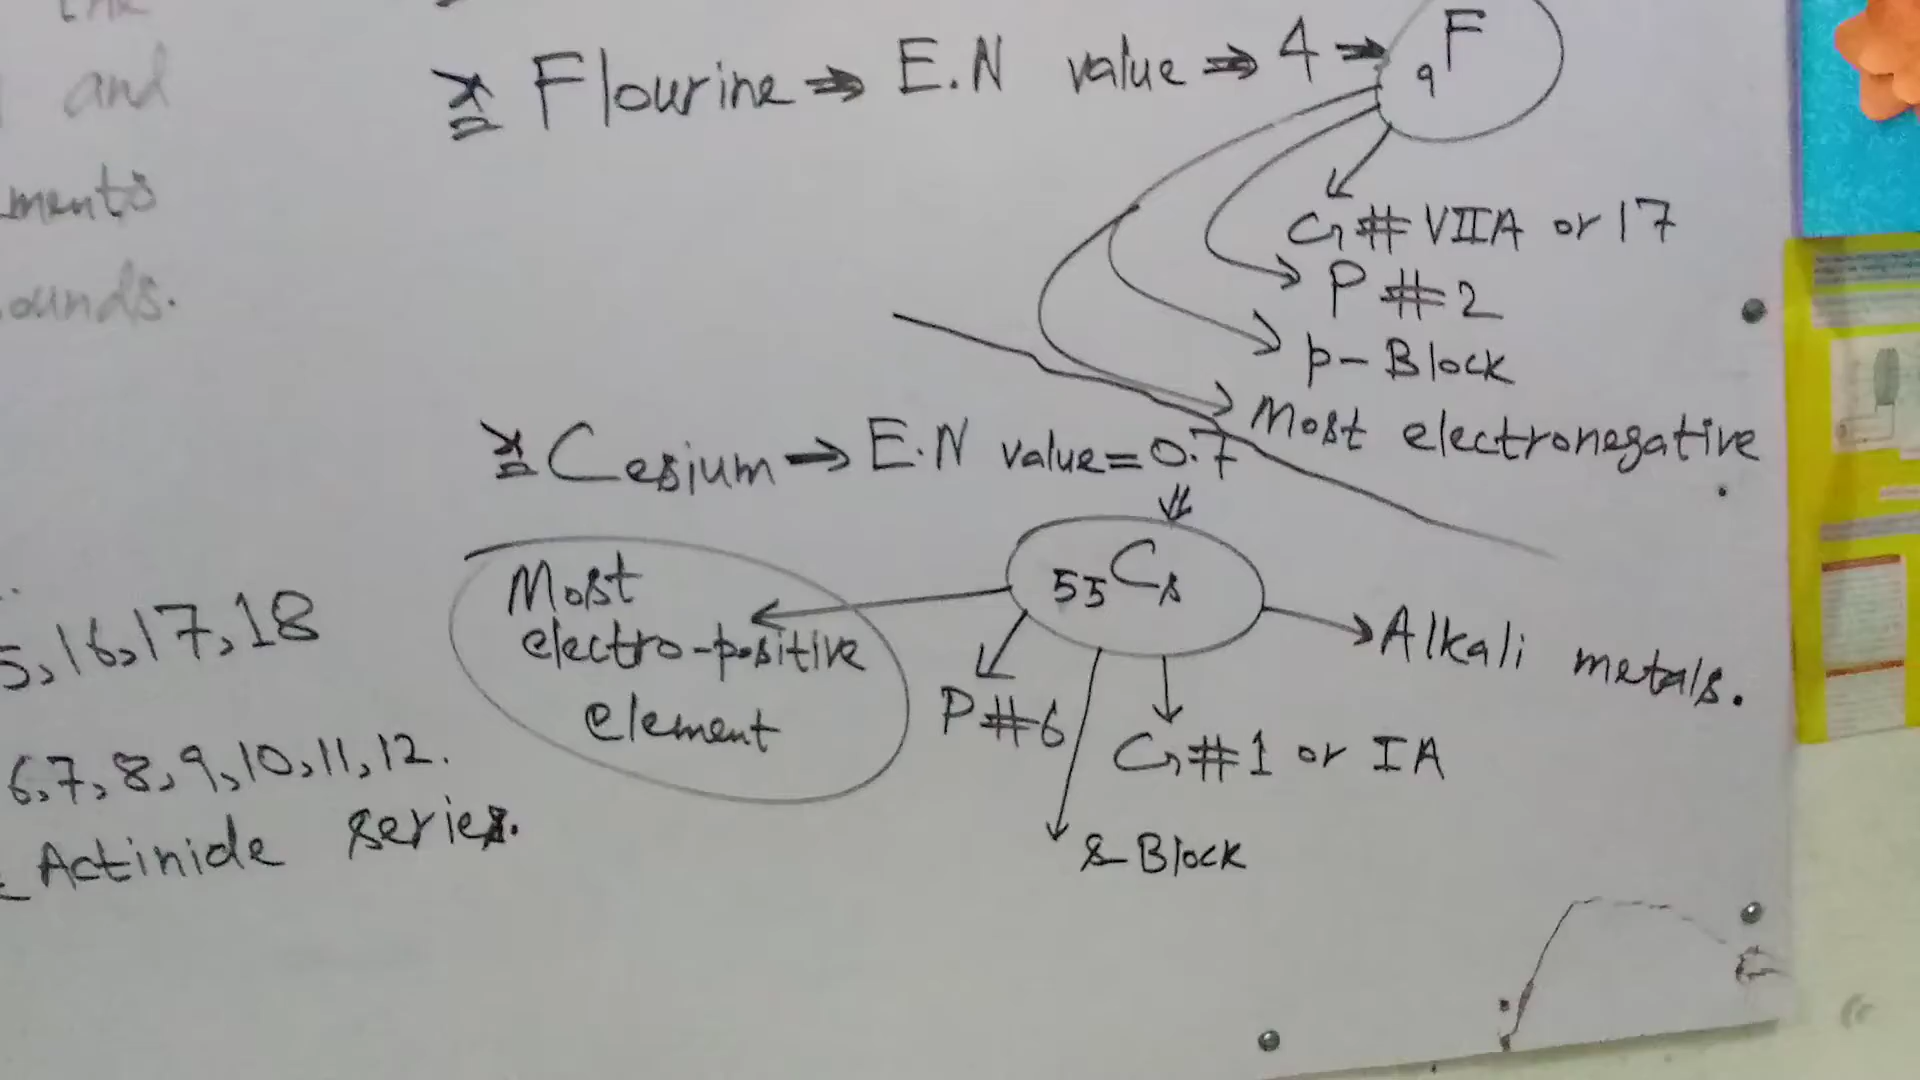 the
and
ments
ounds.
Flourine → E.N value → 4 → ₉F
G# VIIA or 17
P#2
p-Block
Most electronegative
Cesium → E.N value = 0.7
₅₅Cs
Most
electro-positive
element
P#6
G#1 or IA
Alkali metals.
s-Block
5,16,17,18
6,7,8,9,10,11,12.
Actinide series.